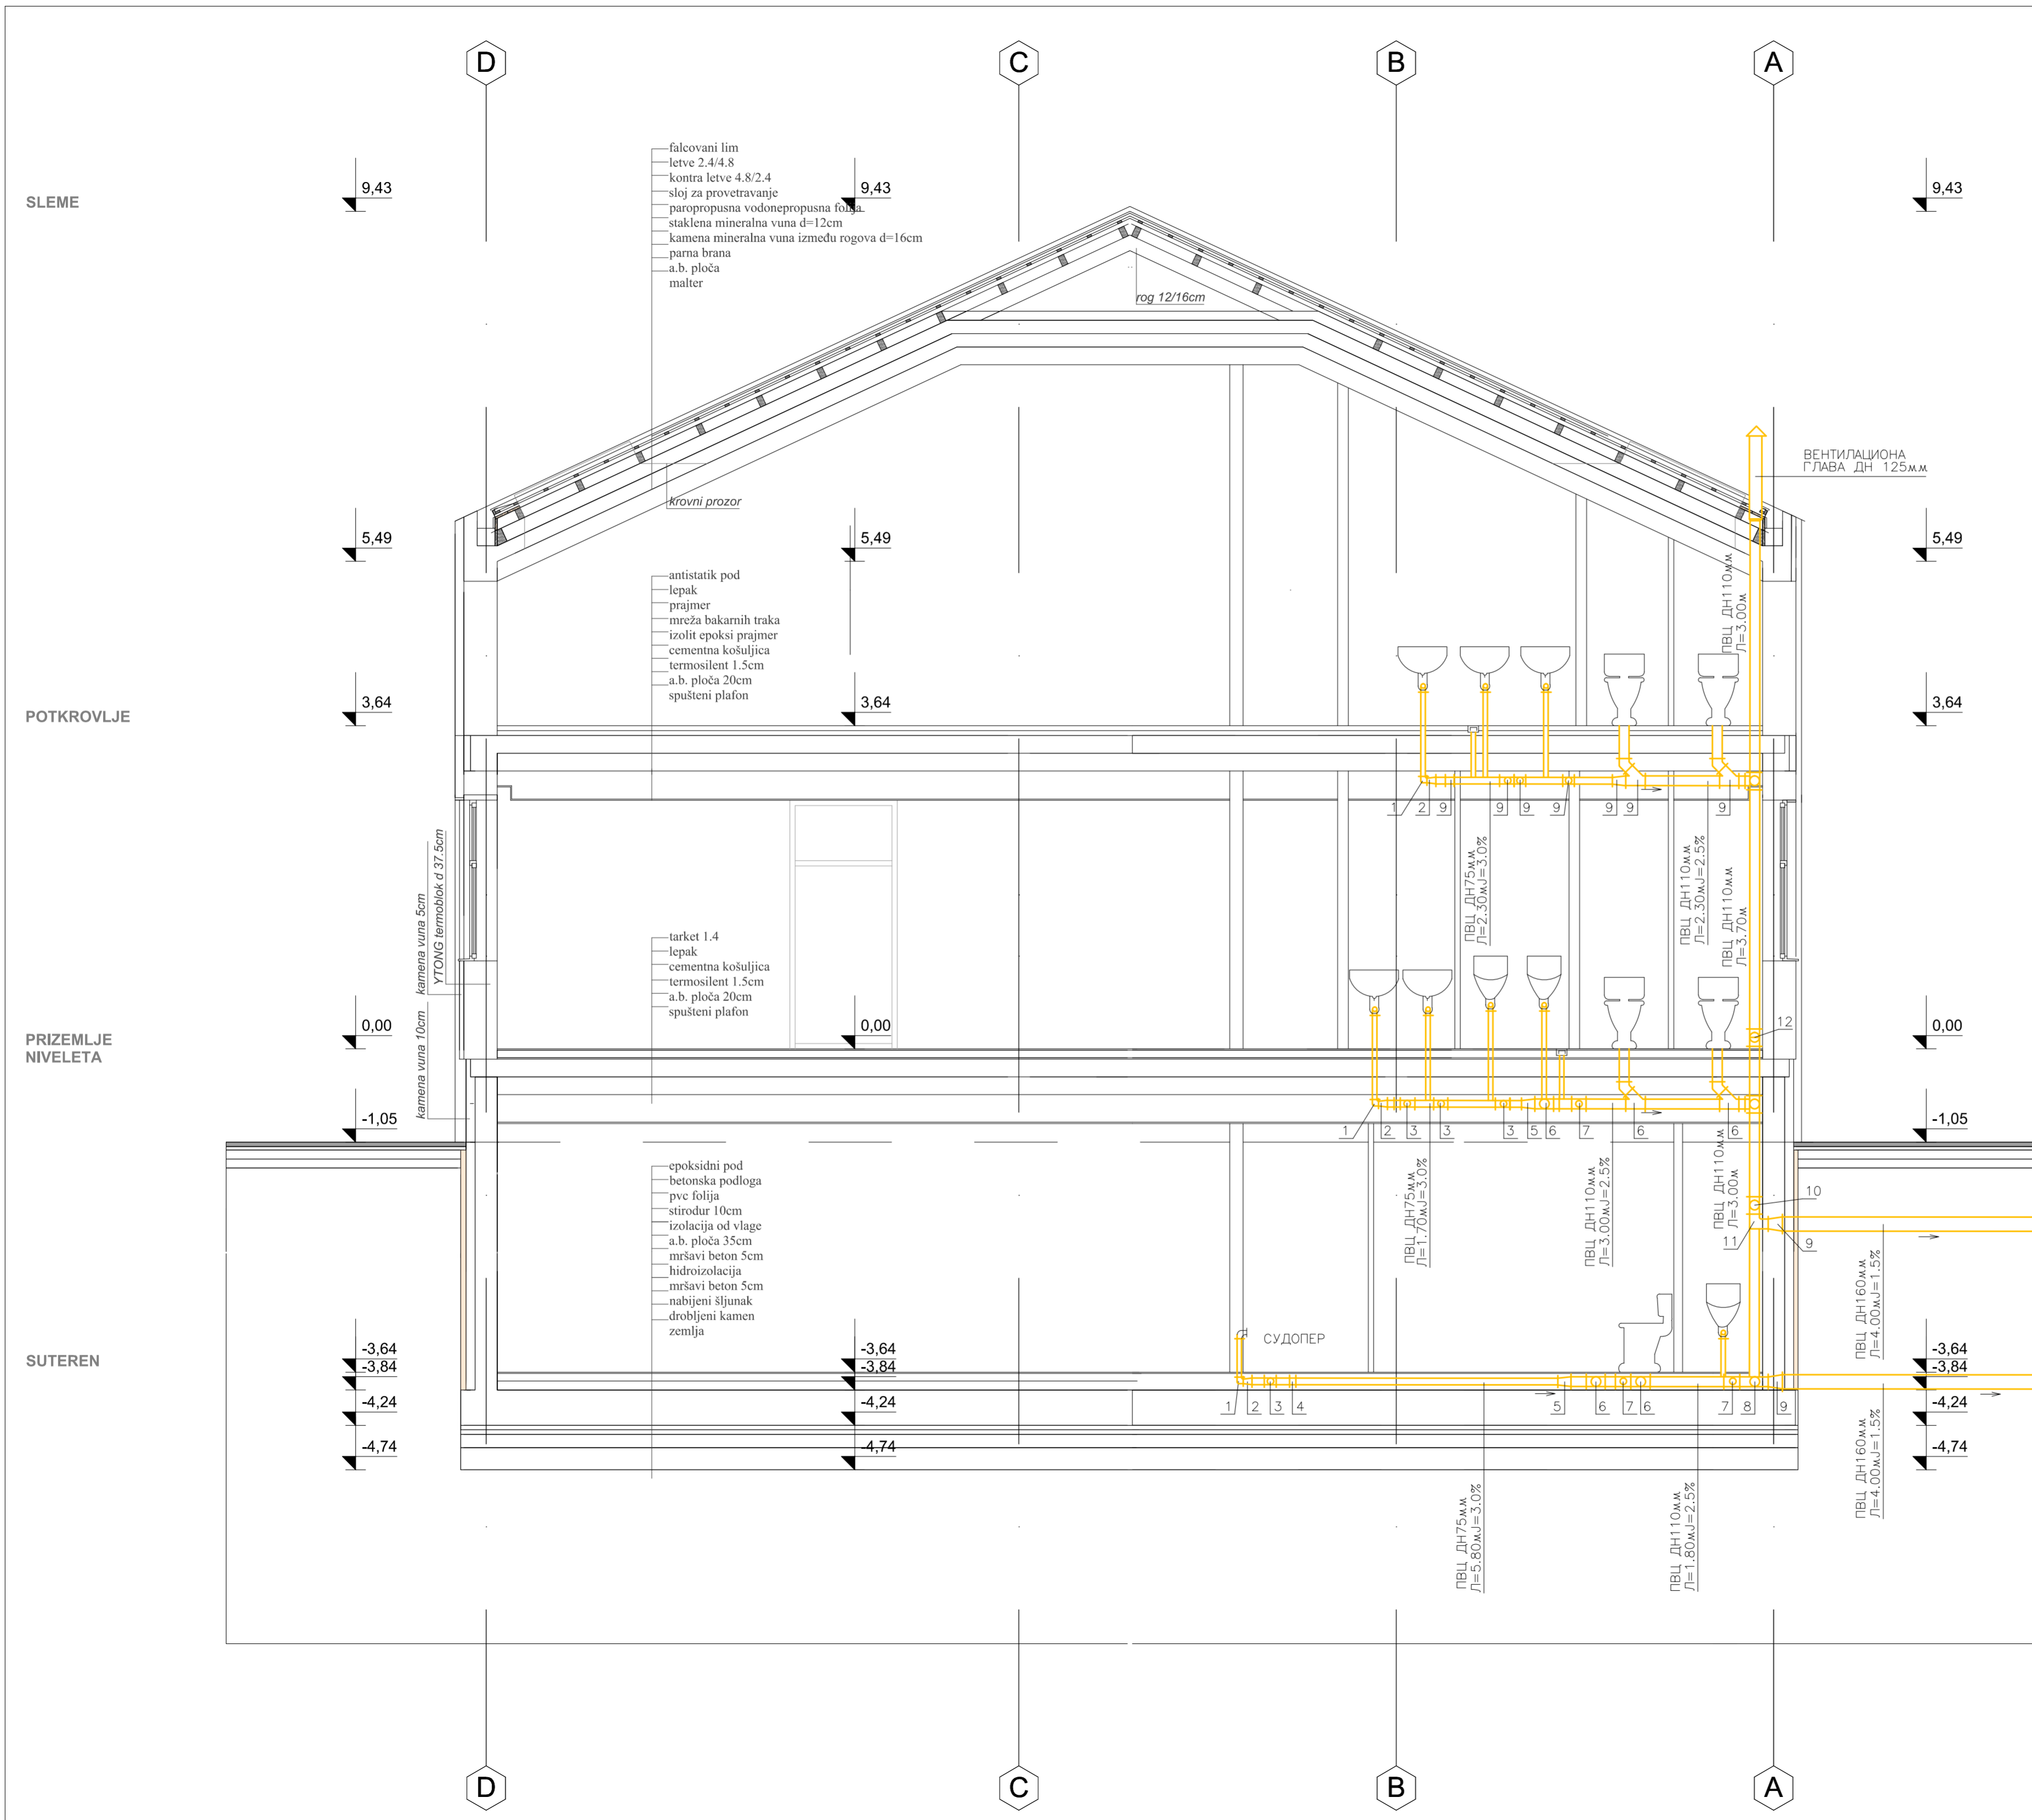 D
C
B
A
SLEME
9,43
9,43
9,43
falcovani lim
letve 2.4/4.8
kontra letve 4.8/2.4
sloj za provetravanje
paropropusna vodonepropusna folija
staklena mineralna vuna d=12cm
kamena mineralna vuna između rogova d=16cm
parna brana
a.b. ploča
malter
rog 12/16cm
krovni prozor
ВЕНТИЛАЦИОНА
ГЛАВА ДН 125мм
5,49
5,49
5,49
antistatik pod
lepak
prajmer
mreža bakarnih traka
izolit epoksi prajmer
cementna košuljica
termosilent 1.5cm
a.b. ploča 20cm
spušteni plafon
ПВЦ ДН110мм
Л=3.00м
POTKROVLJE
3,64
3,64
3,64
1
2
9
9
9
9
9
9
9
kamena vuna 5cm
YTONG termoblok d 37.5cm
kamena vuna 10cm
ПВЦ ДН75мм
Л=2.30мЈ=3.0%
ПВЦ ДН110мм
Л=2.30мЈ=2.5%
ПВЦ ДН110мм
Л=3.70м
tarket 1.4
lepak
cementna košuljica
termosilent 1.5cm
a.b. ploča 20cm
spušteni plafon
PRIZEMLJE
NIVELETA
0,00
0,00
0,00
12
-1,05
-1,05
1
2
3
3
3
5
6
7
6
6
ПВЦ ДН75мм
Л=1.70мЈ=3.0%
ПВЦ ДН110мм
Л=3.00мЈ=2.5%
ПВЦ ДН110мм
Л=3.00м
10
11
9
epoksidni pod
betonska podloga
pvc folija
stirodur 10cm
izolacija od vlage
a.b. ploča 35cm
mršavi beton 5cm
hidroizolacija
mršavi beton 5cm
nabijeni šljunak
drobljeni kamen
zemlja
ПВЦ ДН160мм
Л=4.00мЈ=1.5%
СУДОПЕР
SUTEREN
-3,64
-3,84
-4,24
-4,74
-3,64
-3,84
-4,24
-4,74
-3,64
-3,84
-4,24
-4,74
1
2
3
4
5
6
7
6
7
8
9
ПВЦ ДН75мм
Л=5.80мЈ=3.0%
ПВЦ ДН110мм
Л=1.80мЈ=2.5%
ПВЦ ДН160мм
Л=4.00мЈ=1.5%
D
C
B
A